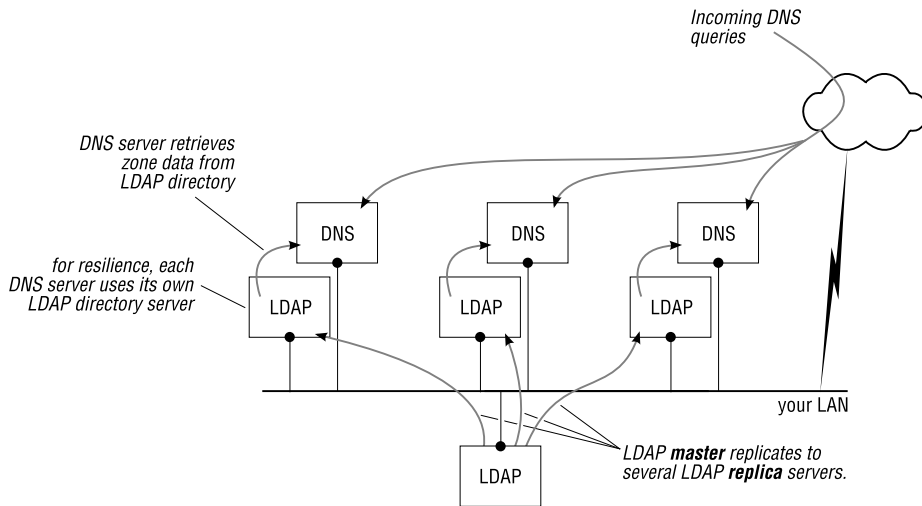 Incoming DNS
queries
DNS server retrieves
zone data from
LDAP directory
DNS
DNS
DNS
for resilience, each
DNS server uses its own
LDAP directory server
LDAP
LDAP
LDAP
your LAN
LDAP
LDAP master replicates to
several LDAP replica servers.